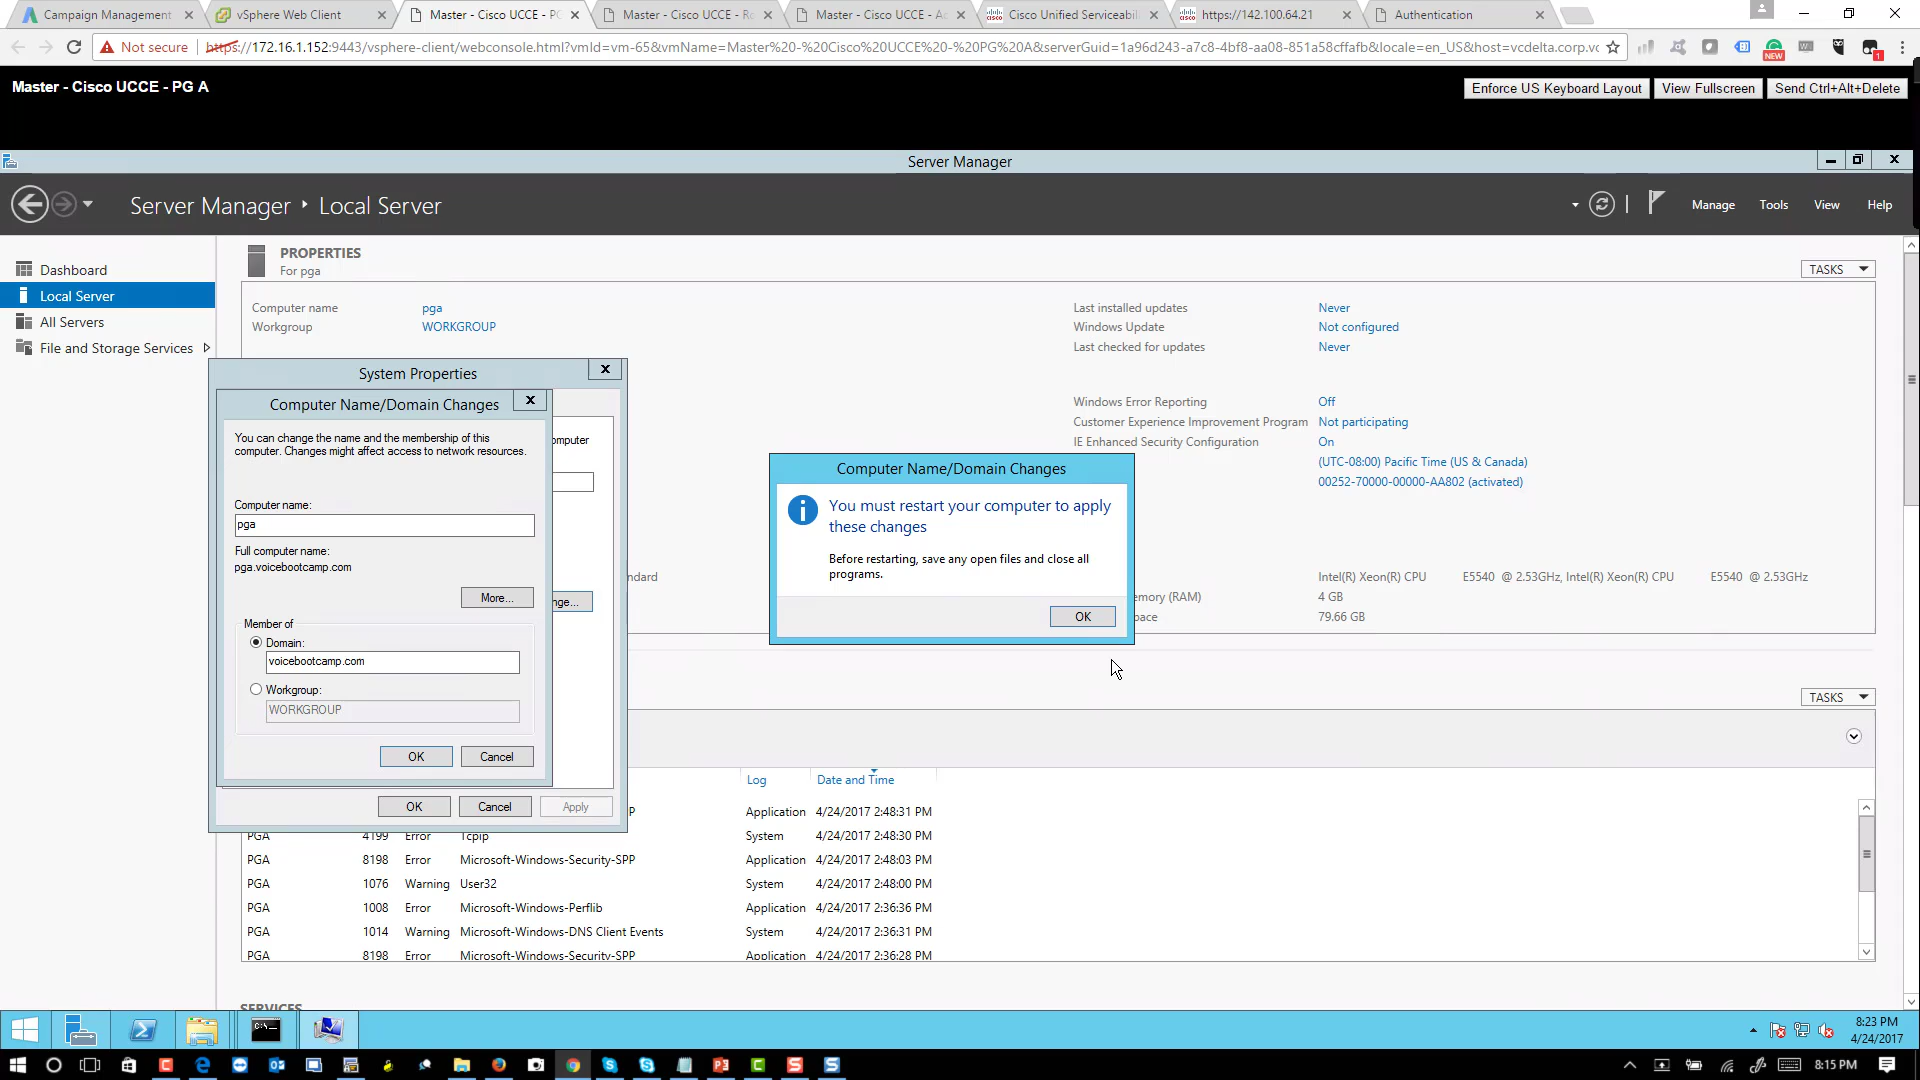 Campaign Management
vSphere Web Client
Master - Cisco UCCE - PG
Master - Cisco UCCE - Ro
Master - Cisco UCCE - Ad
Cisco Unified Serviceabil
https://142.100.64.21
Authentication
Not secure
https://172.16.1.152:9443/vsphere-client/webconsole.html?vmId=vm-65&vmName=Master%20-%20Cisco%20UCCE%20-%20PG%20A&serverGuid=1a96d243-a7c8-4bf8-aa08-851a58cffafb&locale=en_US&host=vcdelta.corp.vc
NEW
1
Master - Cisco UCCE - PG A
Enforce US Keyboard Layout
View Fullscreen
Send Ctrl+Alt+Delete
Server Manager
Server Manager
Local Server
Manage
Tools
View
Help
Dashboard
Local Server
All Servers
File and Storage Services
PROPERTIES
For pga
TASKS
Computer name
pga
Workgroup
WORKGROUP
Last installed updates
Never
Windows Update
Not configured
Last checked for updates
Never
Windows Error Reporting
Off
Customer Experience Improvement Program
Not participating
IE Enhanced Security Configuration
On
(UTC-08:00) Pacific Time (US & Canada)
00252-70000-00000-AA802 (activated)
ndard
Intel(R) Xeon(R) CPU E5540 @ 2.53GHz, Intel(R) Xeon(R) CPU E5540 @ 2.53GHz
emory (RAM)
4 GB
pace
79.66 GB
System Properties
omputer
nge...
Computer Name/Domain Changes
You can change the name and the membership of this
computer. Changes might affect access to network resources.
Computer name:
pga
Full computer name:
pga.voicebootcamp.com
More...
Member of
Domain:
voicebootcamp.com
Workgroup:
WORKGROUP
OK
Cancel
OK
Cancel
Apply
Computer Name/Domain Changes
You must restart your computer to apply
these changes
Before restarting, save any open files and close all
programs.
OK
TASKS
Log
Date and Time
P Application 4/24/2017 2:48:31 PM
PGA 4199 Error Tcpip System 4/24/2017 2:48:30 PM
PGA 8198 Error Microsoft-Windows-Security-SPP Application 4/24/2017 2:48:03 PM
PGA 1076 Warning User32 System 4/24/2017 2:48:00 PM
PGA 1008 Error Microsoft-Windows-Perflib Application 4/24/2017 2:36:36 PM
PGA 1014 Warning Microsoft-Windows-DNS Client Events System 4/24/2017 2:36:31 PM
PGA 8198 Error Microsoft-Windows-Security-SPP Application 4/24/2017 2:36:28 PM
SERVICES
8:23 PM
4/24/2017
8:15 PM